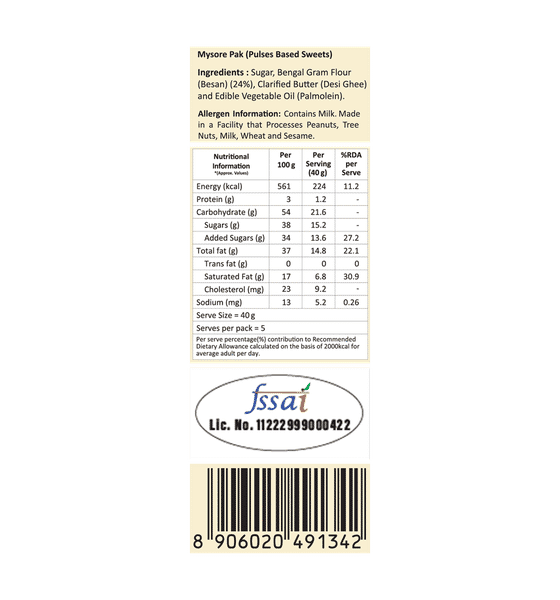 Mysore Pak (Pulses Based Sweets)
Ingredients : Sugar, Bengal Gram Flour
(Besan) (24%), Clarified Butter (Desi Ghee)
and Edible Vegetable Oil (Palmolein).
Allergen Information: Contains Milk. Made
in a Facility that Processes Peanuts, Tree
Nuts, Milk, Wheat and Sesame.
Nutritional Information *(Approx. Values) Per 100 g Per Serving (40 g) %RDA per Serve
Energy (kcal) 561 224 11.2
Protein (g) 3 1.2 -
Carbohydrate (g) 54 21.6 -
Sugars (g) 38 15.2 -
Added Sugars (g) 34 13.6 27.2
Total fat (g) 37 14.8 22.1
Trans fat (g) 0 0 0
Saturated Fat (g) 17 6.8 30.9
Cholesterol (mg) 23 9.2 -
Sodium (mg) 13 5.2 0.26
Serve Size = 40 g
Serves per pack = 5
Per serve percentage(%) contribution to Recommended
Dietary Allowance calculated on the basis of 2000kcal for
average adult per day.
fssai
Lic. No. 11222999000422
8 906020 491342